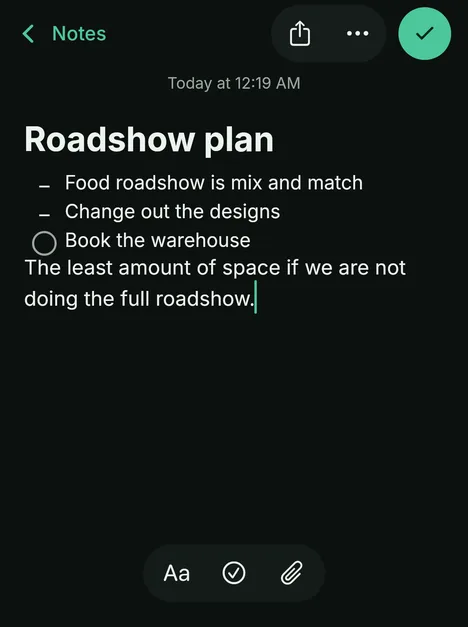 Notes
Today at 12:19 AM
Roadshow plan
– Food roadshow is mix and match
– Change out the designs
Book the warehouse
The least amount of space if we are not
doing the full roadshow.
Aa